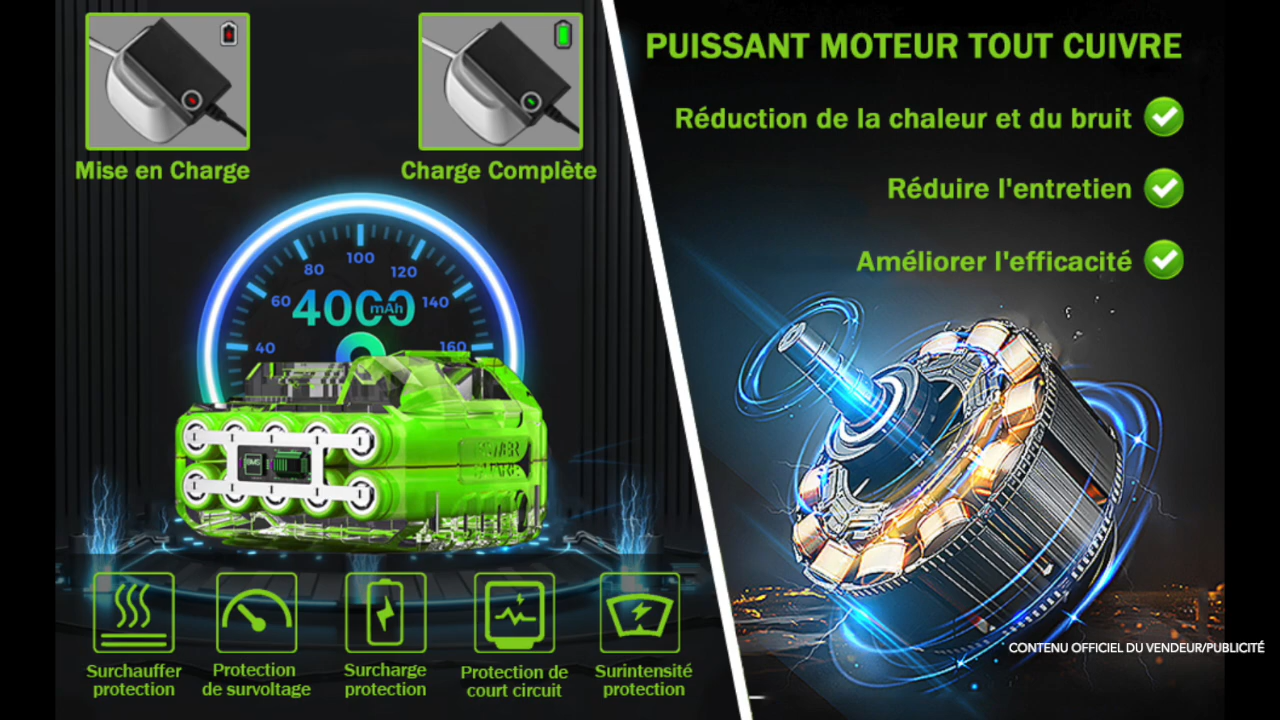 Mise en Charge
Charge Complète
40
60
80
100
120
140
160
4000
mAh
BMS
Surchauffer
protection
Protection
de survoltage
Surcharge
protection
Protection de
court circuit
Surintensité
protection
PUISSANT MOTEUR TOUT CUIVRE
Réduction de la chaleur et du bruit
Réduire l'entretien
Améliorer l'efficacité
CONTENU OFFICIEL DU VENDEUR/PUBLICITÉ